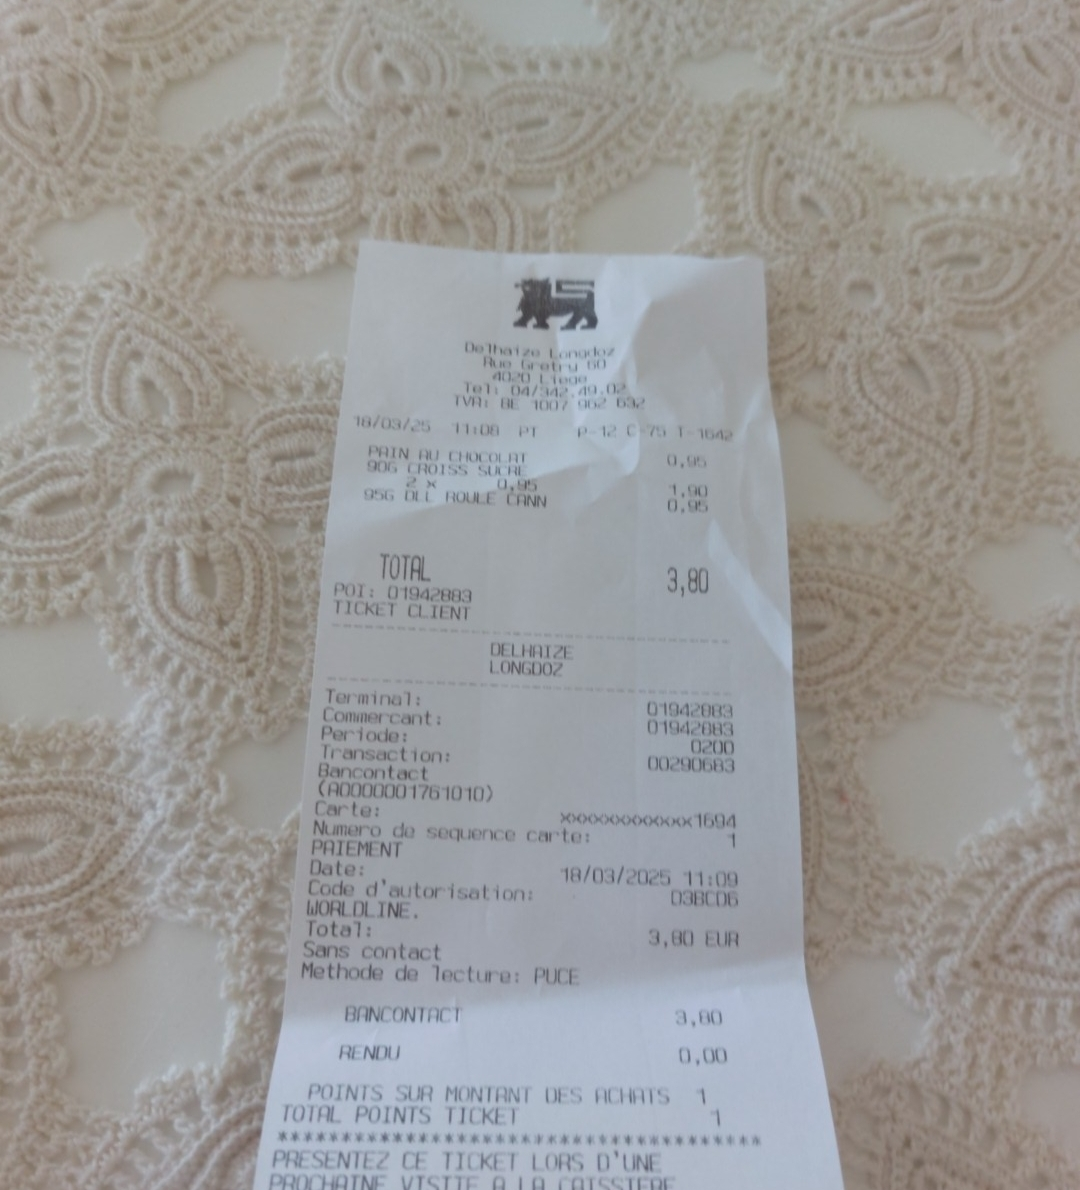 Delhaize Longdoz
Rue Gretry 60
4020 Liege
Tel: 04/342.49.02
TVA: BE 1007 962 632
18/03/25 11:08 PT P-12 C-75 T-1642
PAIN AU CHOCOLAT 0,95
90G CROISS SUCRE
2 x 0,95 1,90
95G DLL ROULE CANN 0,95
TOTAL 3,80
POI: 01942883
TICKET CLIENT
DELHAIZE
LONGDOZ
Terminal: 01942883
Commercant: 01942883
Periode: 0200
Transaction: 00290683
Bancontact
(A0000001761010)
Carte: xxxxxxxxxxxx1694
Numero de sequence carte: 1
PAIEMENT
Date: 18/03/2025 11:09
Code d'autorisation: D3BCD6
WORLDLINE.
Total: 3,80 EUR
Sans contact
Methode de lecture: PUCE
BANCONTACT 3,80
RENDU 0,00
POINTS SUR MONTANT DES ACHATS 1
TOTAL POINTS TICKET 1
*************************************
PRESENTEZ CE TICKET LORS D'UNE
PROCHAINE VISITE A LA CAISSIERE